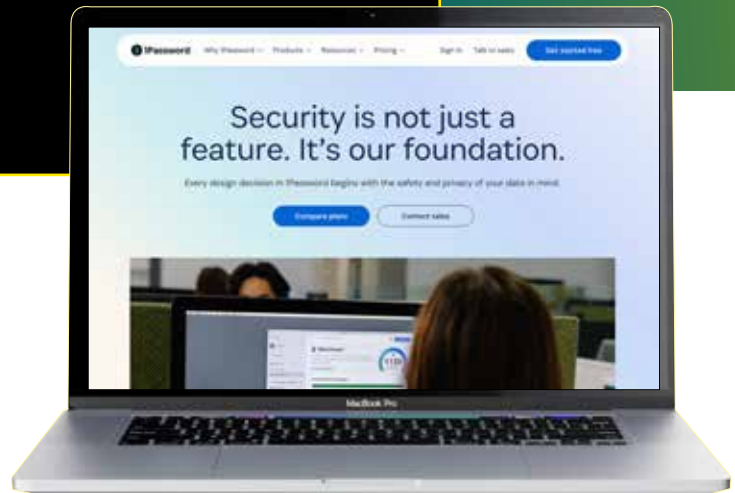 1Password Why 1Password Products Resources Pricing Sign in Talk to sales Get started free
Security is not just a
feature. It's our foundation.
Every design decision in 1Password begins with the safety and privacy of your data in mind.
Compare plans Contact sales
MacBook Pro